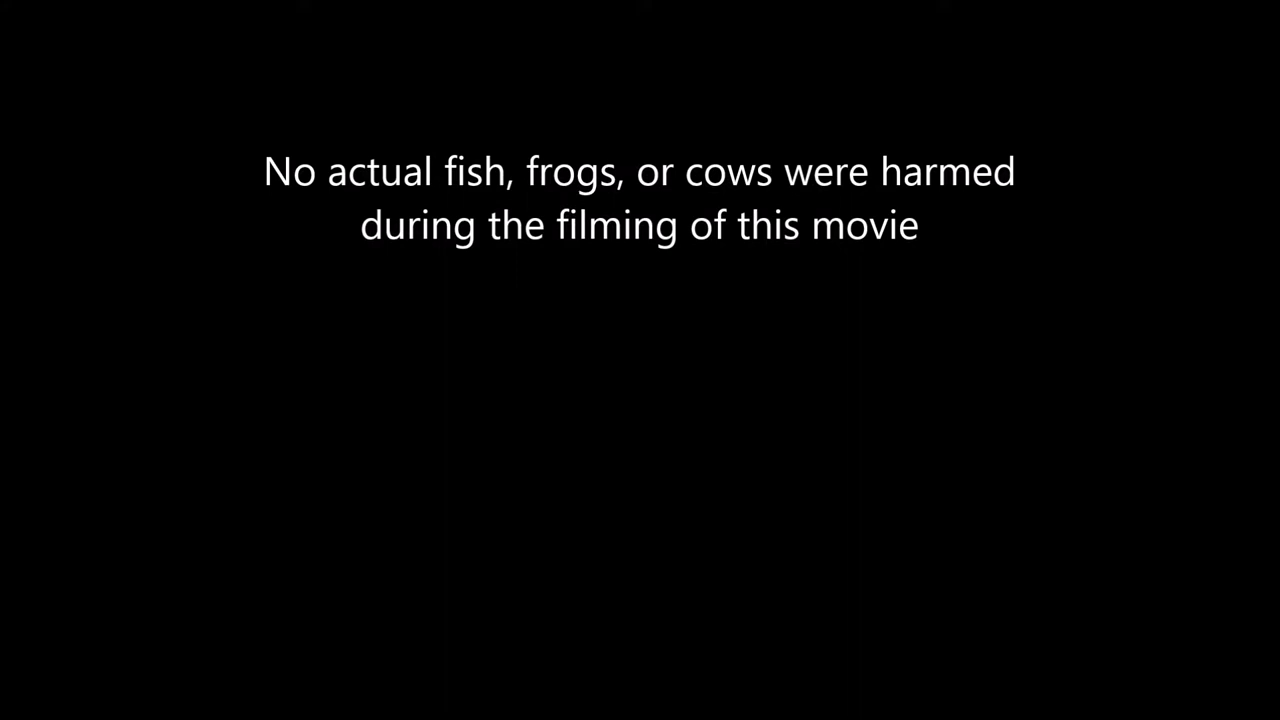 No actual fish, frogs, or cows were harmed
during the filming of this movie